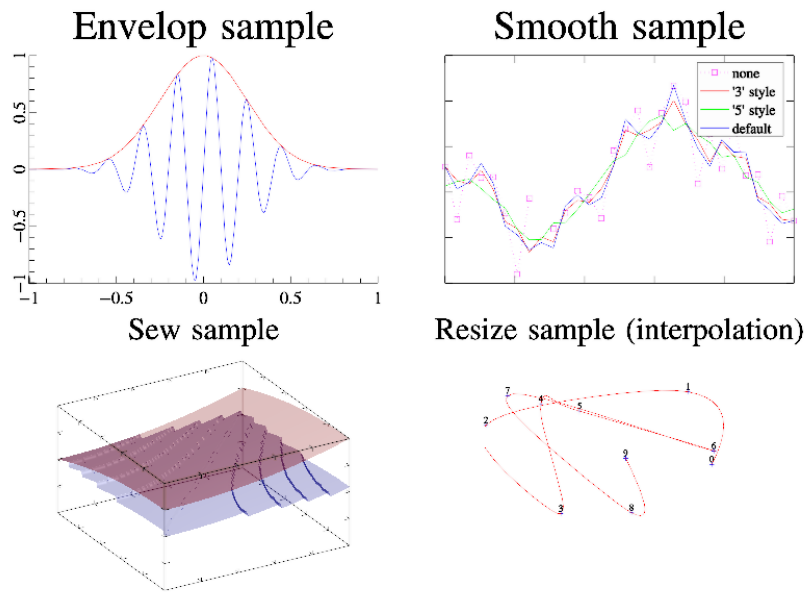 Envelop sample
Smooth sample
1
0.5
0
−0.5
−1
−1
−0.5
0
0.5
1
none
'3' style
'5' style
default
Sew sample
Resize sample (interpolation)
7
4
5
1
2
6
0
9
3
8